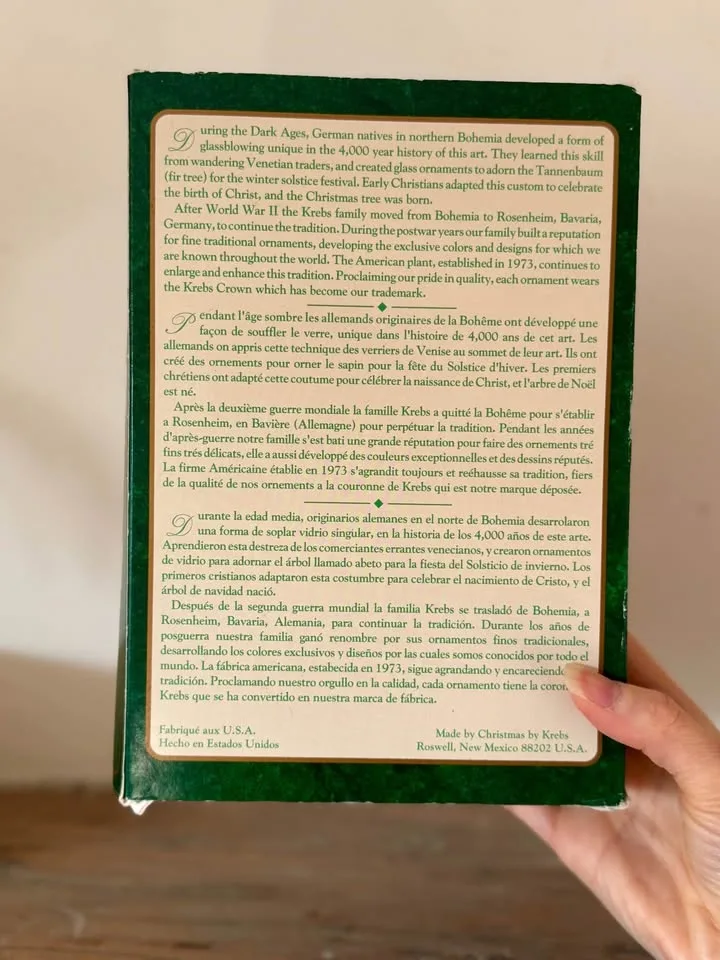 During the Dark Ages, German natives in northern Bohemia developed a form of
glassblowing unique in the 4,000 year history of this art. They learned this skill
from wandering Venetian traders, and created glass ornaments to adorn the Tannenbaum
(fir tree) for the winter solstice festival. Early Christians adapted this custom to celebrate
the birth of Christ, and the Christmas tree was born.
After World War II the Krebs family moved from Bohemia to Rosenheim, Bavaria,
Germany, to continue the tradition. During the postwar years our family built a reputation
for fine traditional ornaments, developing the exclusive colors and designs for which we
are known throughout the world. The American plant, established in 1973, continues to
enlarge and enhance this tradition. Proclaiming our pride in quality, each ornament wears
the Krebs Crown which has become our trademark.
Pendant l'âge sombre les allemands originaires de la Bohême ont développé une
façon de souffler le verre, unique dans l'histoire de 4,000 ans de cet art. Les
allemands on appris cette technique des verriers de Venise au sommet de leur art. Ils ont
créé des ornements pour orner le sapin pour la fête du Solstice d'hiver. Les premiers
chrétiens ont adapté cette coutume pour célébrer la naissance de Christ, et l'arbre de Noël
est né.
Après la deuxième guerre mondiale la famille Krebs a quitté la Bohême pour s'établir
a Rosenheim, en Bavière (Allemagne) pour perpétuer la tradition. Pendant les années
d'après-guerre notre famille s'est bati une grande réputation pour faire des ornements tré
fins trés délicats, elle a aussi développé des couleurs exceptionnelles et des dessins réputés.
La firme Américaine établie en 1973 s'agrandit toujours et reéhausse sa tradition, fiers
de la qualité de nos ornements a la couronne de Krebs qui est notre marque déposée.
Durante la edad media, originarios alemanes en el norte de Bohemia desarrolaron
una forma de soplar vidrio singular, en la historia de los 4,000 años de este arte.
Aprendieron esta destreza de los comerciantes errantes venecianos, y crearon ornamentos
de vidrio para adornar el árbol llamado abeto para la fiesta del Solsticio de invierno. Los
primeros cristianos adaptaron esta costumbre para celebrar el nacimiento de Cristo, y el
árbol de navidad nació.
Después de la segunda guerra mundial la familia Krebs se trasladó de Bohemia, a
Rosenheim, Bavaria, Alemania, para continuar la tradición. Durante los años de
posguerra nuestra familia ganó renombre por sus ornamentos finos tradicionales,
desarrollando los colores exclusivos y diseños por las cuales somos conocidos por todo el
mundo. La fábrica americana, estabecida en 1973, sigue agrandando y encareciendo
tradición. Proclamando nuestro orgullo en la calidad, cada ornamento tiene la
Krebs que se ha convertido en nuestra marca de fábrica.
Fabriqué aux U.S.A.
Hecho en Estados Unidos
Made by Christmas by Krebs
Roswell, New Mexico 88202 U.S.A.